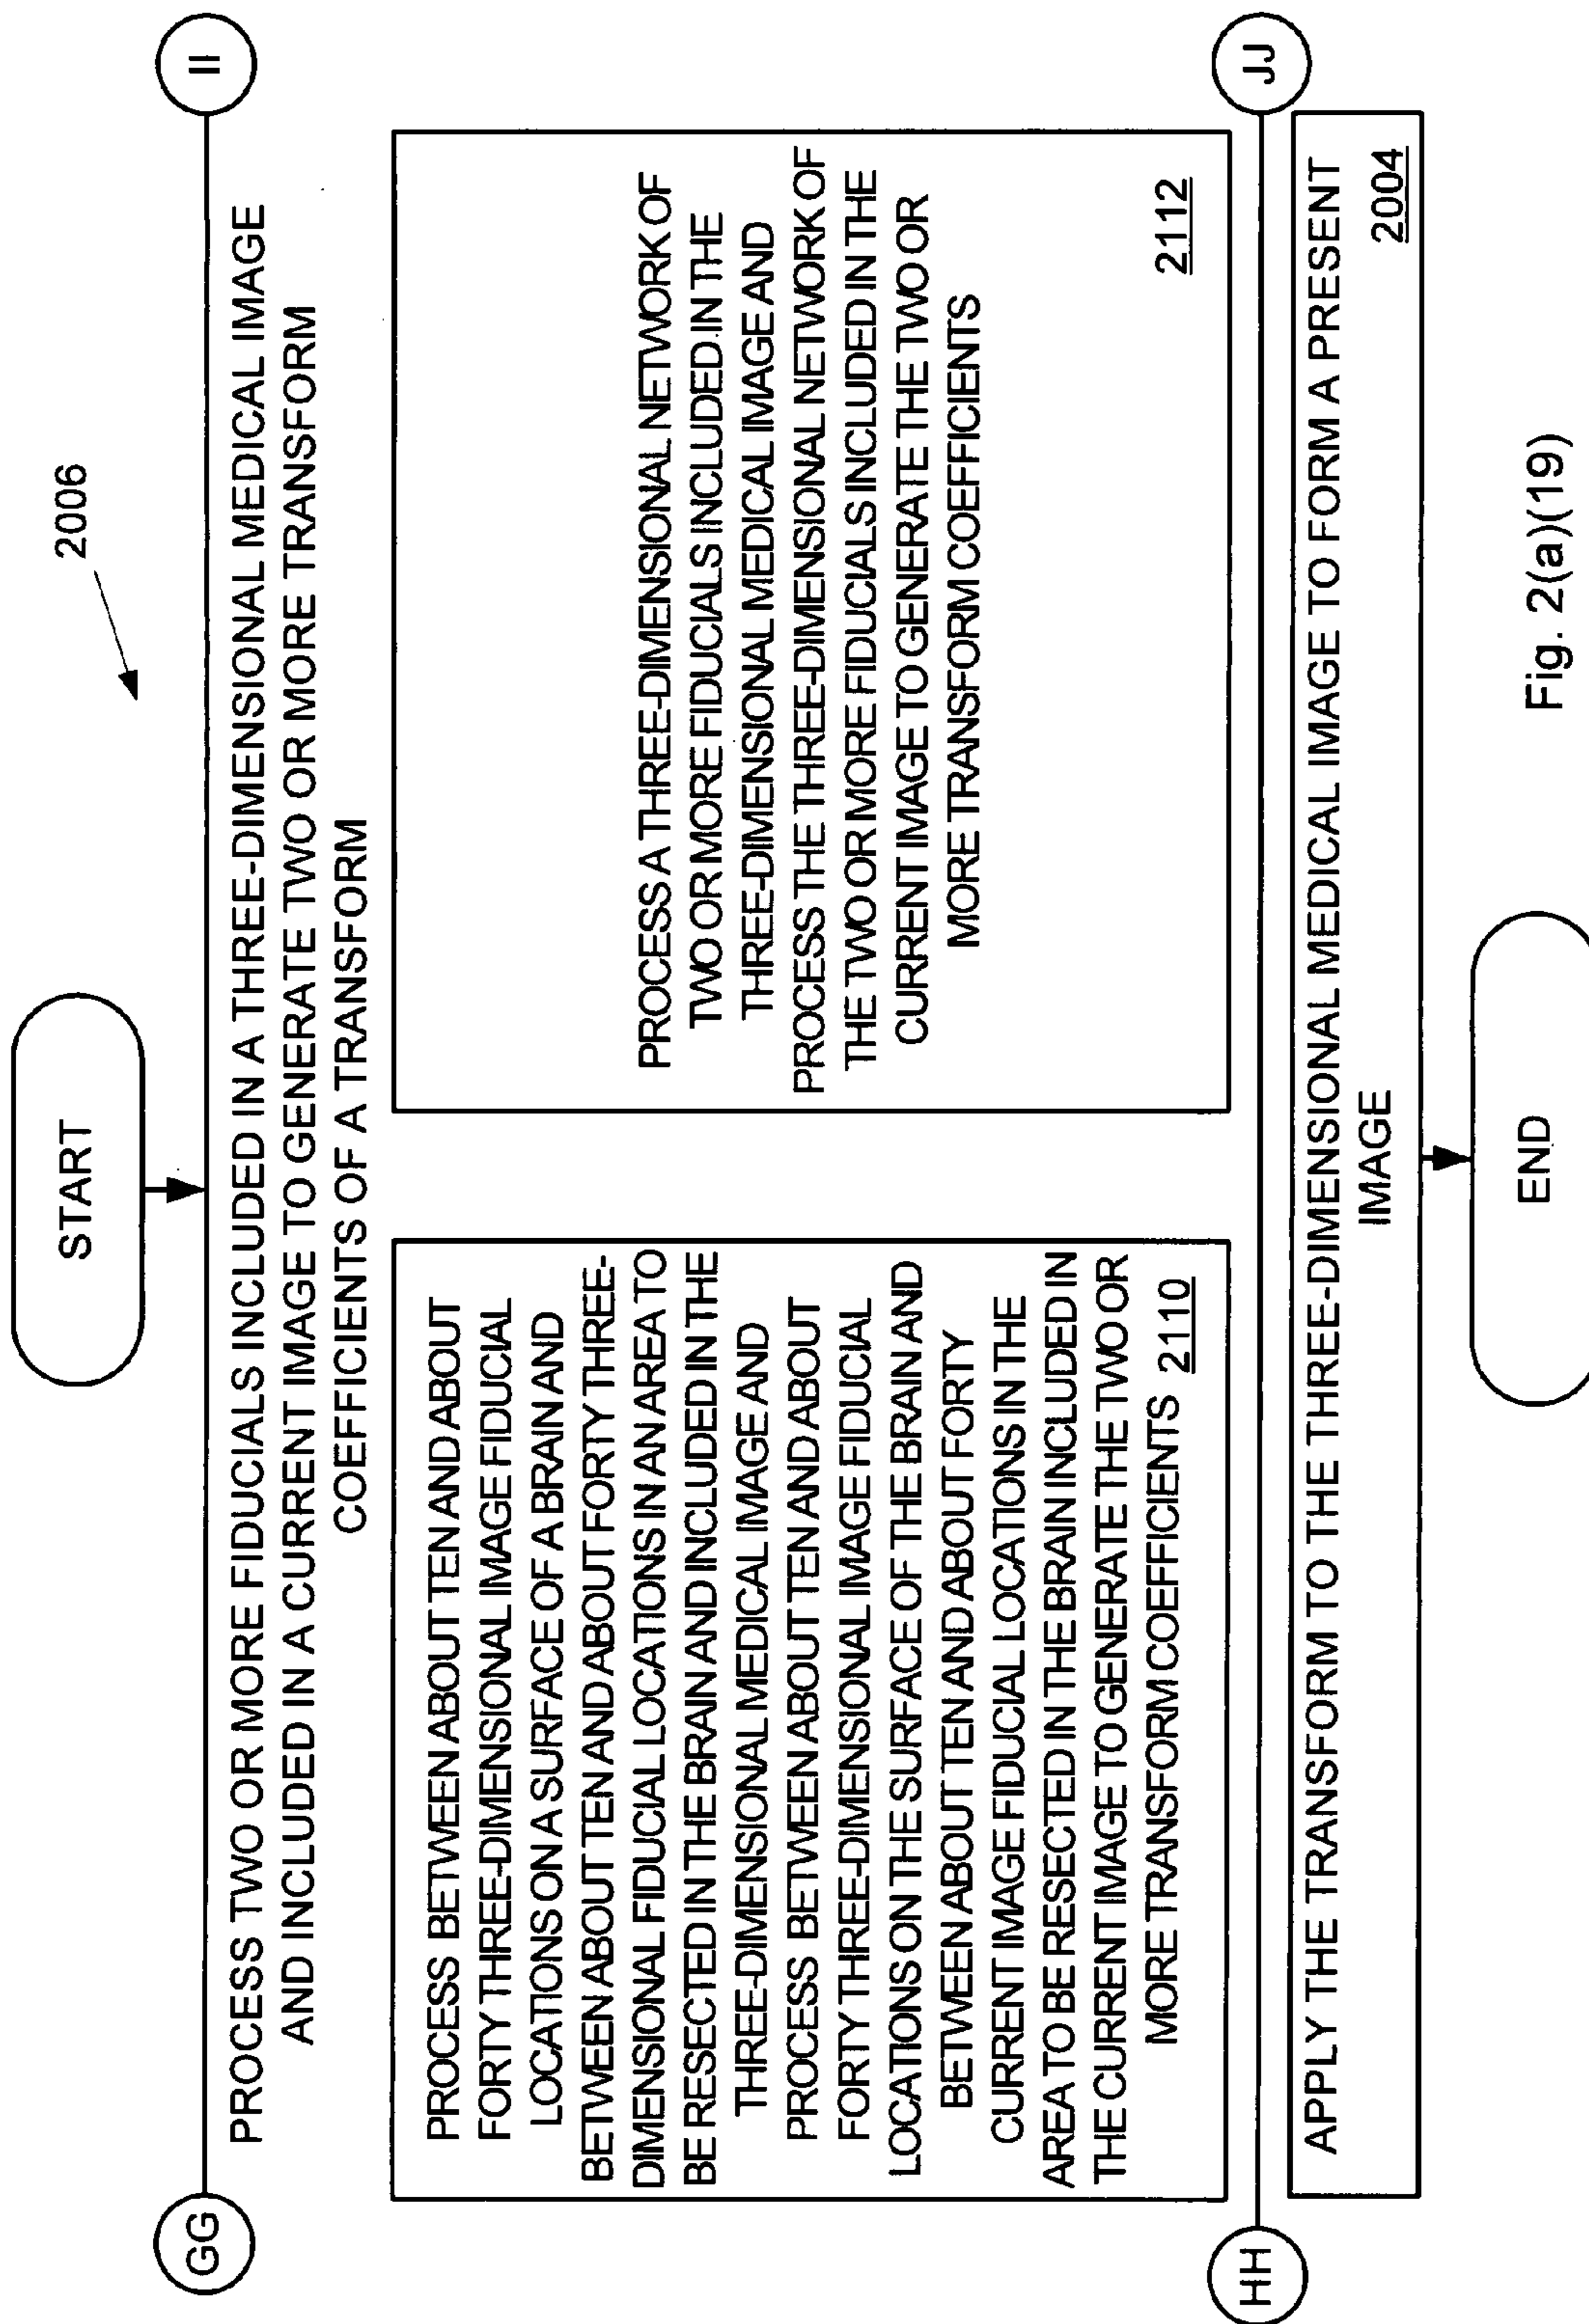 2006
START
GG
II
PROCESS TWO OR MORE FIDUCIALS INCLUDED IN A THREE-DIMENSIONAL MEDICAL IMAGE
AND INCLUDED IN A CURRENT IMAGE TO GENERATE TWO OR MORE TRANSFORM
COEFFICIENTS OF A TRANSFORM
PROCESS BETWEEN ABOUT TEN AND ABOUT
FORTY THREE-DIMENSIONAL IMAGE FIDUCIAL
LOCATIONS ON A SURFACE OF A BRAIN AND
BETWEEN ABOUT TEN AND ABOUT FORTY THREE-
DIMENSIONAL FIDUCIAL LOCATIONS IN AN AREA TO
BE RESECTED IN THE BRAIN AND INCLUDED IN THE
THREE-DIMENSIONAL MEDICAL IMAGE AND
PROCESS BETWEEN ABOUT TEN AND ABOUT
FORTY THREE-DIMENSIONAL IMAGE FIDUCIAL
LOCATIONS ON THE SURFACE OF THE BRAIN AND
BETWEEN ABOUT TEN AND ABOUT FORTY
CURRENT IMAGE FIDUCIAL LOCATIONS IN THE
AREA TO BE RESECTED IN THE BRAIN INCLUDED IN
THE CURRENT IMAGE TO GENERATE THE TWO OR
MORE TRANSFORM COEFFICIENTS 2110
PROCESS A THREE-DIMENSIONAL NETWORK OF
TWO OR MORE FIDUCIALS INCLUDED IN THE
THREE-DIMENSIONAL MEDICAL IMAGE AND
PROCESS THE THREE-DIMENSIONAL NETWORK OF
THE TWO OR MORE FIDUCIALS INCLUDED IN THE
CURRENT IMAGE TO GENERATE THE TWO OR
MORE TRANSFORM COEFFICIENTS
2112
HH
JJ
APPLY THE TRANSFORM TO THE THREE-DIMENSIONAL MEDICAL IMAGE TO FORM A PRESENT
IMAGE
2004
END
Fig. 2(a)(19)